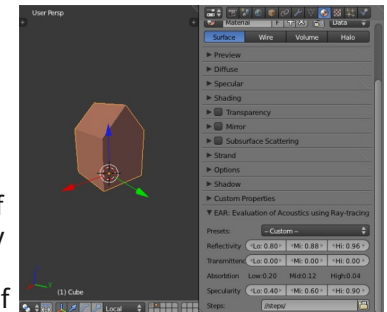 User Persp
Material
F
Data
Surface Wire Volume Halo
Preview
Diffuse
Specular
Shading
Transparency
Mirror
Subsurface Scattering
Strand
Options
Shadow
Custom Properties
EAR: Evaluation of Acoustics using Ray-tracing
Presets: -- Custom --
Reflectivity Lo: 0.80 Mi: 0.88 Hi: 0.96
Transmittenc Lo: 0.00 Mi: 0.00 Hi: 0.00
Absorbtion Low:0.20 Mid:0.12 High:0.04
Specularity Lo: 0.40 Mi: 0.60 Hi: 0.90
Steps: //steps/
(1) Cube
Local
f
y
f